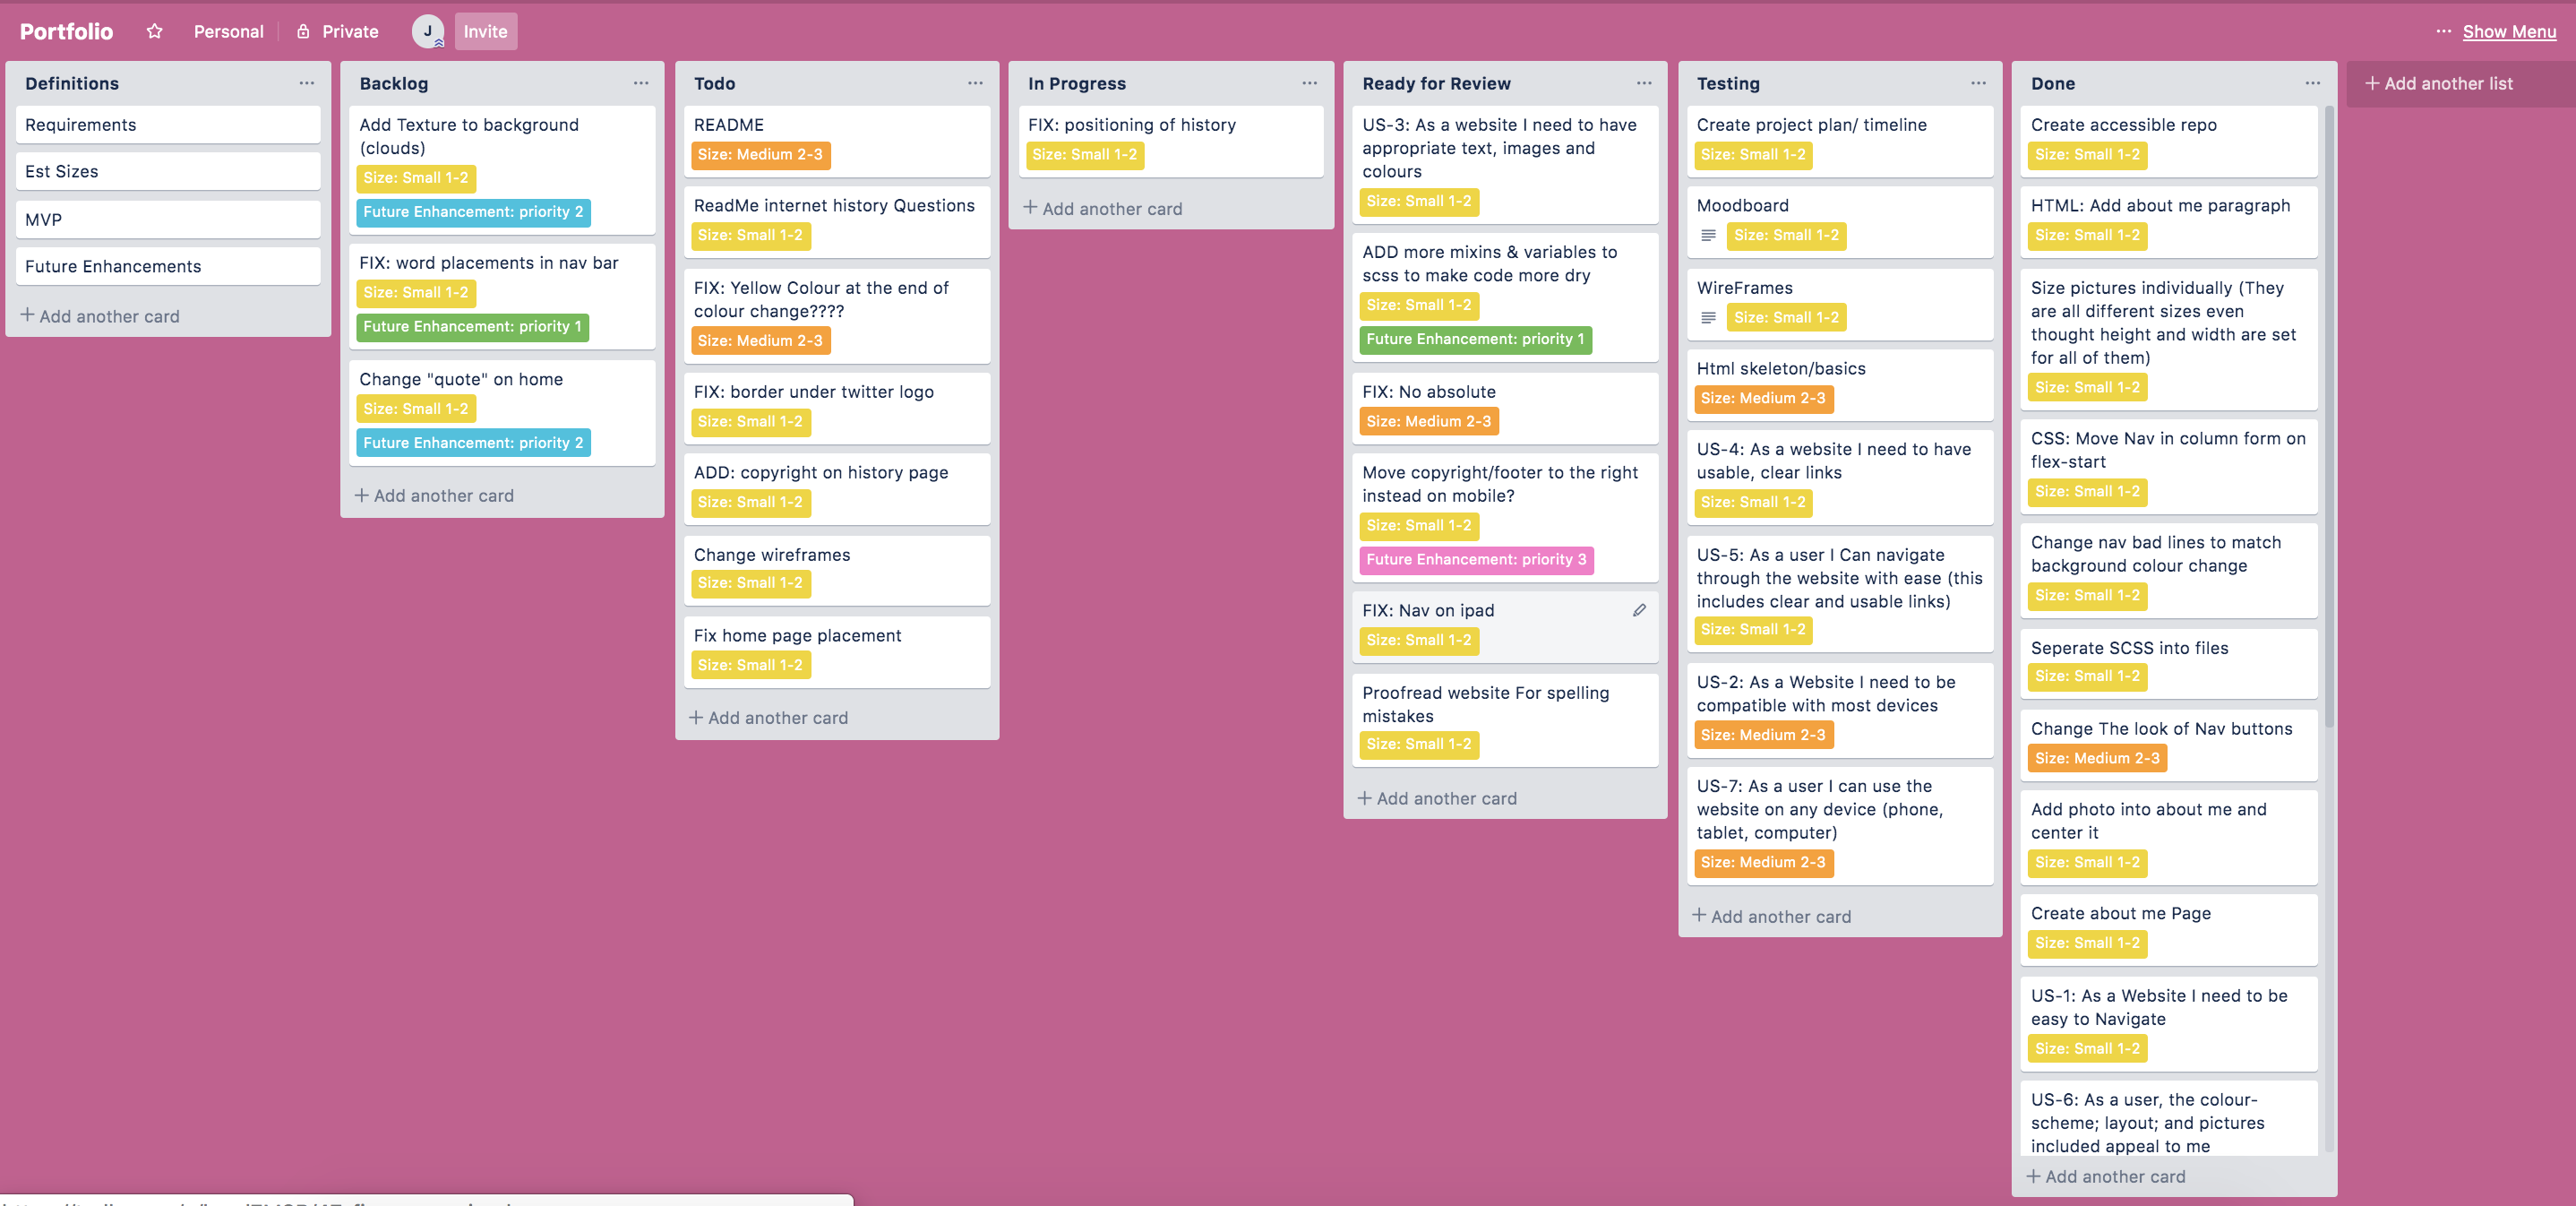 Portfolio
Personal
Private
J
Invite
... Show Menu
Definitions
Requirements
Est Sizes
MVP
Future Enhancements
+ Add another card
Backlog
Add Texture to background
(clouds)
Size: Small 1-2
Future Enhancement: priority 2
FIX: word placements in nav bar
Size: Small 1-2
Future Enhancement: priority 1
Change "quote" on home
Size: Small 1-2
Future Enhancement: priority 2
+ Add another card
Todo
README
Size: Medium 2-3
ReadMe internet history Questions
Size: Small 1-2
FIX: Yellow Colour at the end of
colour change????
Size: Medium 2-3
FIX: border under twitter logo
Size: Small 1-2
ADD: copyright on history page
Size: Small 1-2
Change wireframes
Size: Small 1-2
Fix home page placement
Size: Small 1-2
+ Add another card
In Progress
FIX: positioning of history
Size: Small 1-2
+ Add another card
Ready for Review
US-3: As a website I need to have
appropriate text, images and
colours
Size: Small 1-2
ADD more mixins & variables to
scss to make code more dry
Size: Small 1-2
Future Enhancement: priority 1
FIX: No absolute
Size: Medium 2-3
Move copyright/footer to the right
instead on mobile?
Size: Small 1-2
Future Enhancement: priority 3
FIX: Nav on ipad
Size: Small 1-2
Proofread website For spelling
mistakes
Size: Small 1-2
+ Add another card
Testing
Create project plan/ timeline
Size: Small 1-2
Moodboard
Size: Small 1-2
WireFrames
Size: Small 1-2
Html skeleton/basics
Size: Medium 2-3
US-4: As a website I need to have
usable, clear links
Size: Small 1-2
US-5: As a user I Can navigate
through the website with ease (this
includes clear and usable links)
Size: Small 1-2
US-2: As a Website I need to be
compatible with most devices
Size: Medium 2-3
US-7: As a user I can use the
website on any device (phone,
tablet, computer)
Size: Medium 2-3
+ Add another card
Done
Create accessible repo
Size: Small 1-2
HTML: Add about me paragraph
Size: Small 1-2
Size pictures individually (They
are all different sizes even
thought height and width are set
for all of them)
Size: Small 1-2
CSS: Move Nav in column form on
flex-start
Size: Small 1-2
Change nav bad lines to match
background colour change
Size: Small 1-2
Seperate SCSS into files
Size: Small 1-2
Change The look of Nav buttons
Size: Medium 2-3
Add photo into about me and
center it
Size: Small 1-2
Create about me Page
Size: Small 1-2
US-1: As a Website I need to be
easy to Navigate
Size: Small 1-2
US-6: As a user, the colour-
scheme; layout; and pictures
included appeal to me
+ Add another card
+ Add another list